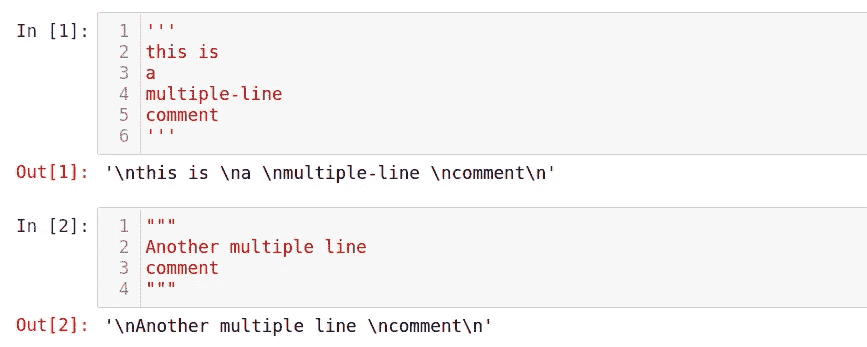 In [1]:
1 '''
2 this is
3 a
4 multiple-line
5 comment
6 '''
Out[1]: '\nthis is \na \nmultiple-line \ncomment\n'
In [2]:
1 """
2 Another multiple line
3 comment
4 """
Out[2]: '\nAnother multiple line \ncomment\n'